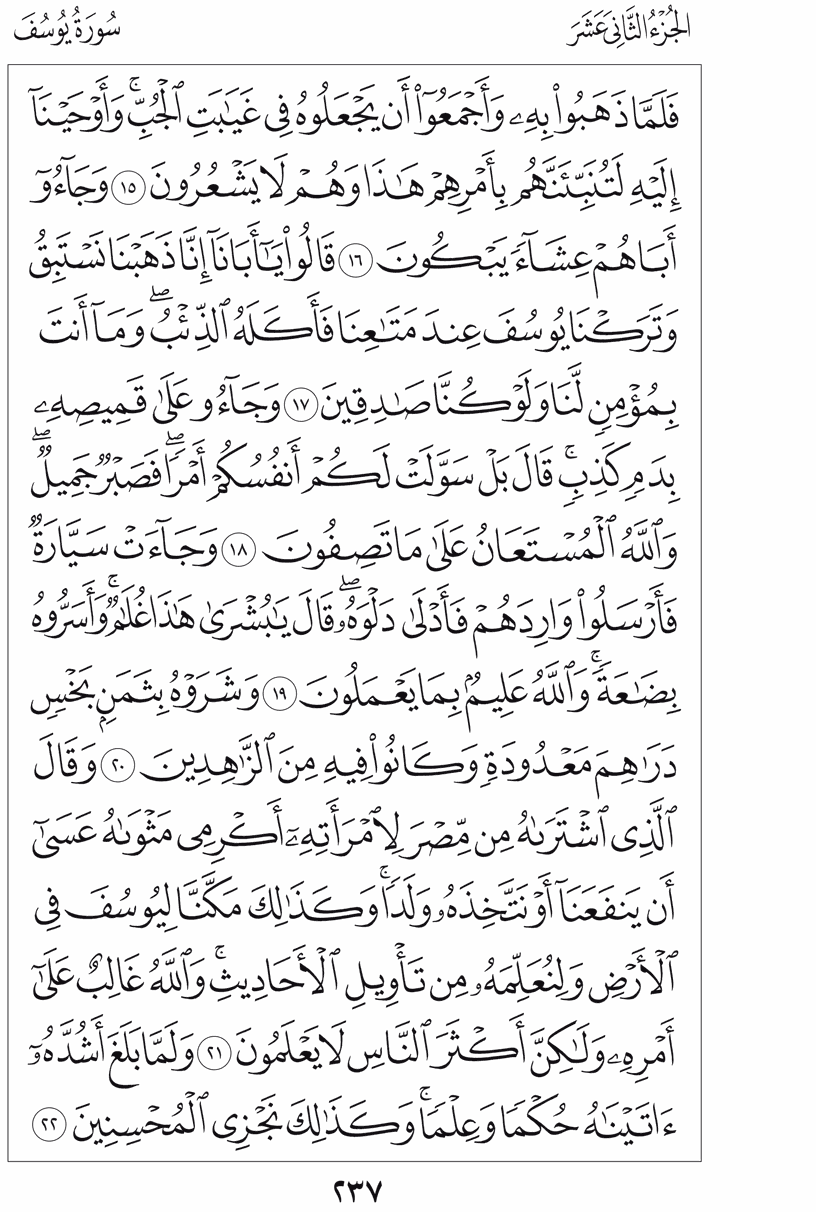 الجُزْءُ الثَّانِي عَشَرَ
سُورَةُ يُوسُفَ
فَلَمَّا ذَهَبُوا۟ بِهِۦ وَأَجْمَعُوٓا۟ أَن يَجْعَلُوهُ فِى غَيَـٰبَتِ ٱلْجُبِّ ۚ وَأَوْحَيْنَآ
إِلَيْهِ لَتُنَبِّئَنَّهُم بِأَمْرِهِمْ هَـٰذَا وَهُمْ لَا يَشْعُرُونَ ١٥ وَجَآءُوٓ
أَبَاهُمْ عِشَآءً يَبْكُونَ ١٦ قَالُوا۟ يَـٰٓأَبَانَآ إِنَّا ذَهَبْنَا نَسْتَبِقُ
وَتَرَكْنَا يُوسُفَ عِندَ مَتَـٰعِنَا فَأَكَلَهُ ٱلذِّئْبُ ۖ وَمَآ أَنتَ
بِمُؤْمِنٍ لَّنَا وَلَوْ كُنَّا صَـٰدِقِينَ ١٧ وَجَآءُو عَلَىٰ قَمِيصِهِۦ
بِدَمٍ كَذِبٍ ۚ قَالَ بَلْ سَوَّلَتْ لَكُمْ أَنفُسُكُمْ أَمْرًا ۖ فَصَبْرٌ جَمِيلٌ ۖ
وَٱللَّهُ ٱلْمُسْتَعَانُ عَلَىٰ مَا تَصِفُونَ ١٨ وَجَآءَتْ سَيَّارَةٌ
فَأَرْسَلُوا۟ وَارِدَهُمْ فَأَدْلَىٰ دَلْوَهُۥ ۖ قَالَ يَـٰبُشْرَىٰ هَـٰذَا غُلَـٰمٌ ۚ وَأَسَرُّوهُ
بِضَـٰعَةً ۚ وَٱللَّهُ عَلِيمٌۢ بِمَا يَعْمَلُونَ ١٩ وَشَرَوْهُ بِثَمَنٍۭ بَخْسٍ
دَرَٰهِمَ مَعْدُودَةٍ وَكَانُوا۟ فِيهِ مِنَ ٱلزَّٰهِدِينَ ٢٠ وَقَالَ
ٱلَّذِى ٱشْتَرَىٰهُ مِن مِّصْرَ لِٱمْرَأَتِهِۦٓ أَكْرِمِى مَثْوَىٰهُ عَسَىٰٓ
أَن يَنفَعَنَآ أَوْ نَتَّخِذَهُۥ وَلَدًا ۚ وَكَذَٰلِكَ مَكَّنَّا لِيُوسُفَ فِى
ٱلْأَرْضِ وَلِنُعَلِّمَهُۥ مِن تَأْوِيلِ ٱلْأَحَادِيثِ ۚ وَٱللَّهُ غَالِبٌ عَلَىٰٓ
أَمْرِهِۦ وَلَـٰكِنَّ أَكْثَرَ ٱلنَّاسِ لَا يَعْلَمُونَ ٢١ وَلَمَّا بَلَغَ أَشُدَّهُۥٓ
ءَاتَيْنَـٰهُ حُكْمًا وَعِلْمًا ۚ وَكَذَٰلِكَ نَجْزِى ٱلْمُحْسِنِينَ ٢٢
٢٣٧